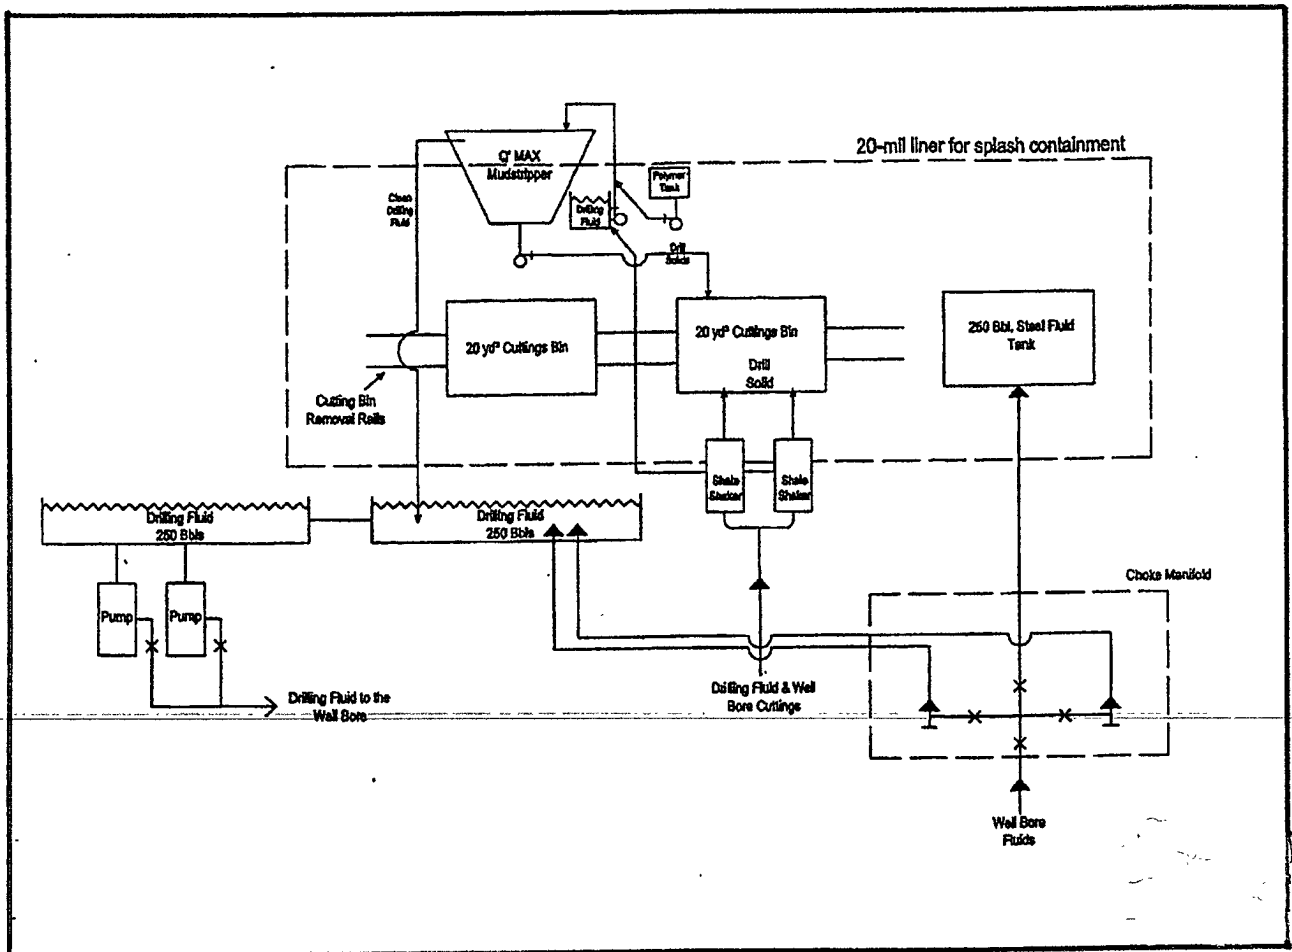 20-mil liner for splash containment
Q' MAX
Mudstripper
Polymer
Tank
Clean
Drilling
Fluid
Drilling
Fluid
Drill
Solids
20 yd³ Cuttings Bin
20 yd³ Cuttings Bin
Drill
Solid
250 Bbl. Steel Fluid
Tank
Cutting Bin
Removal Rails
Shale
Shaker
Shale
Shaker
Drilling Fluid
250 Bbls
Drilling Fluid
250 Bbls
Choke Manifold
Pump
Pump
Drilling Fluid to the
Well Bore
Drilling Fluid & Well
Bore Cuttings
Well Bore
Fluids